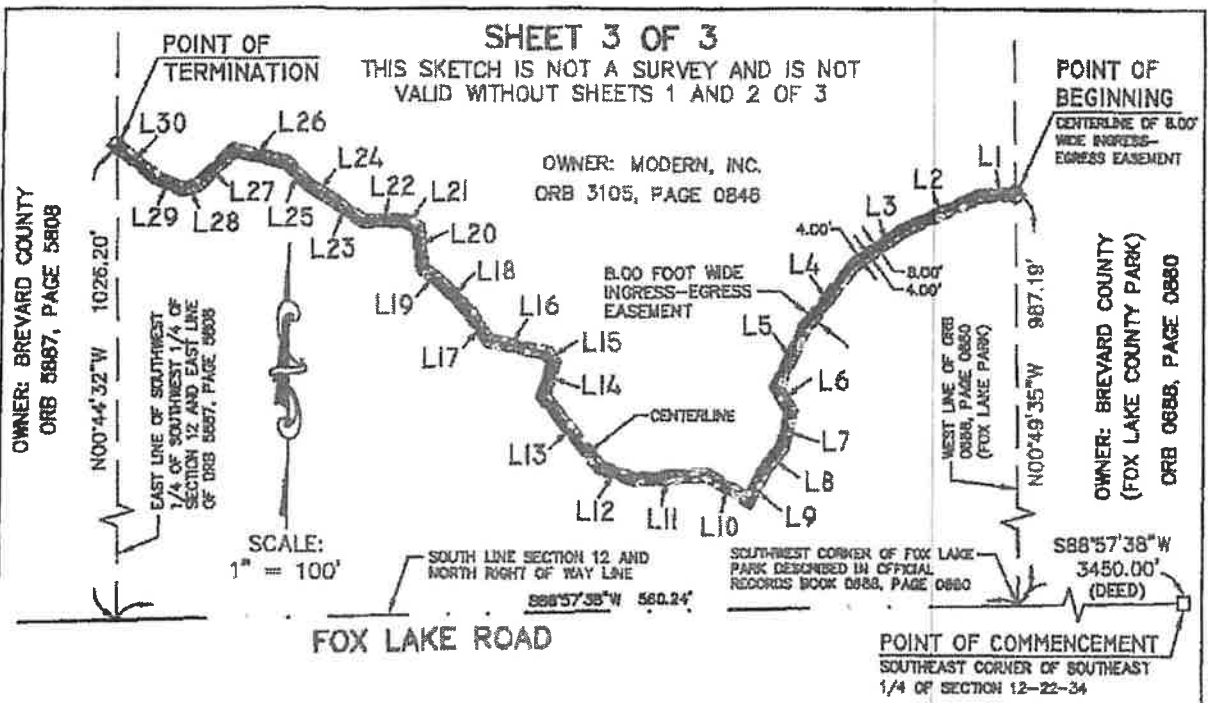 SHEET 3 OF 3
THIS SKETCH IS NOT A SURVEY AND IS NOT
VALID WITHOUT SHEETS 1 AND 2 OF 3
POINT OF
TERMINATION
POINT OF
BEGINNING
CENTERLINE OF 8.00'
WIDE INGRESS-
EGRESS EASEMENT
OWNER: MODERN, INC.
ORB 3105, PAGE 0846
L30
L29
L28
L27
L26
L25
L24
L23
L22
L21
L20
L19
L18
L17
L16
L15
L14
L13
L12
L11
L10
L9
L8
L7
L6
L5
L4
L3
L2
L1
4.00'
8.00'
4.00'
8.00 FOOT WIDE
INGRESS-EGRESS
EASEMENT
CENTERLINE
OWNER: BREVARD COUNTY
ORB 5887, PAGE 5808
N00°44'32"W 1026.20'
EAST LINE OF SOUTHWEST
1/4 OF SOUTHWEST 1/4 OF
SECTION 12 AND EAST LINE
OF ORB 5887, PAGE 5808
WEST LINE OF ORB
0688, PAGE 0880
(FOX LAKE PARK)
N00°49'35"W 987.19'
OWNER: BREVARD COUNTY
(FOX LAKE COUNTY PARK)
ORB 0688, PAGE 0880
SCALE:
1" = 100'
SOUTH LINE SECTION 12 AND
NORTH RIGHT OF WAY LINE
S88°57'38"W 560.24'
SOUTHWEST CORNER OF FOX LAKE
PARK DESCRIBED IN OFFICIAL
RECORDS BOOK 0688, PAGE 0880
S88°57'38"W
3450.00'
(DEED)
FOX LAKE ROAD
POINT OF COMMENCEMENT
SOUTHEAST CORNER OF SOUTHEAST
1/4 OF SECTION 12-22-34